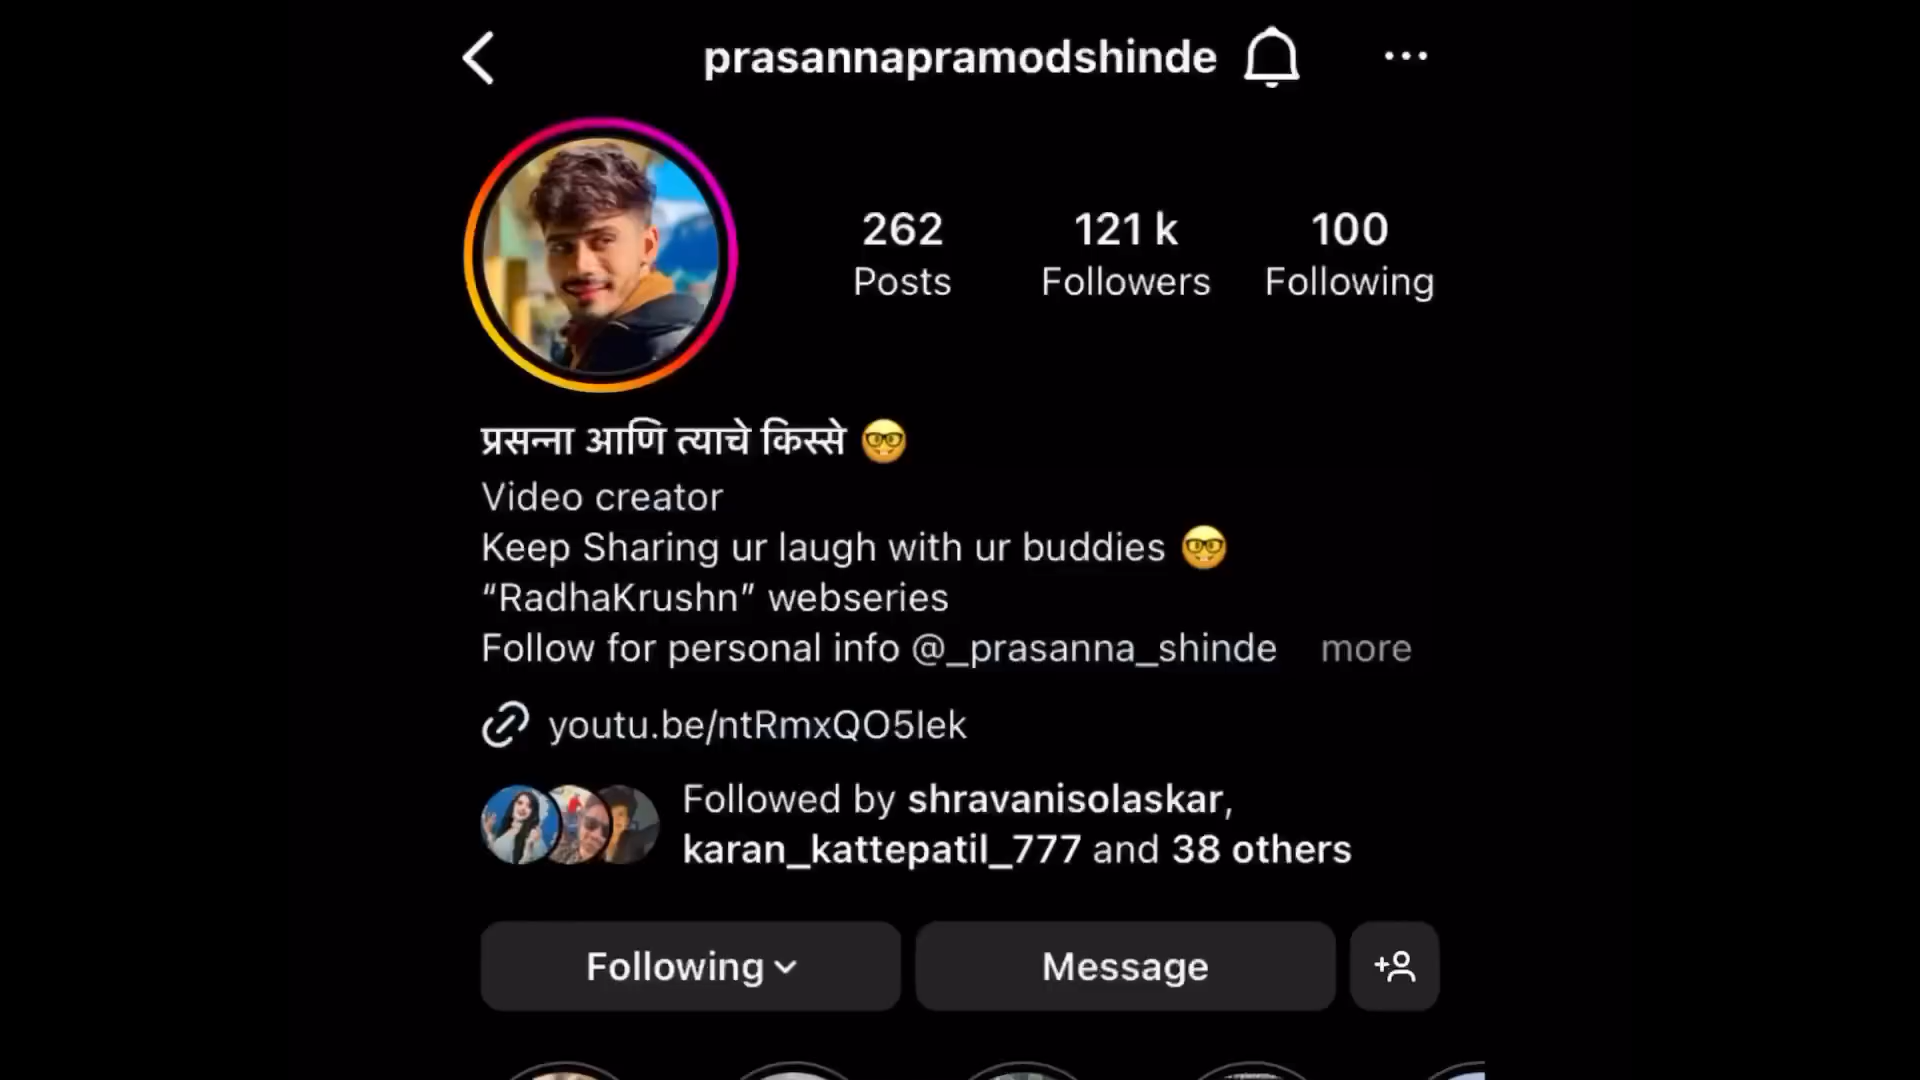 prasannapramodshinde
262 121 k 100
Posts Followers Following
प्रसन्ना आणि त्याचे किस्से 🤓
Video creator
Keep Sharing ur laugh with ur buddies 🤓
“RadhaKrushn” webseries
Follow for personal info @_prasanna_shinde more
youtu.be/ntRmxQO5Iek
Followed by shravanisolaskar,
karan_kattepatil_777 and 38 others
Following Message